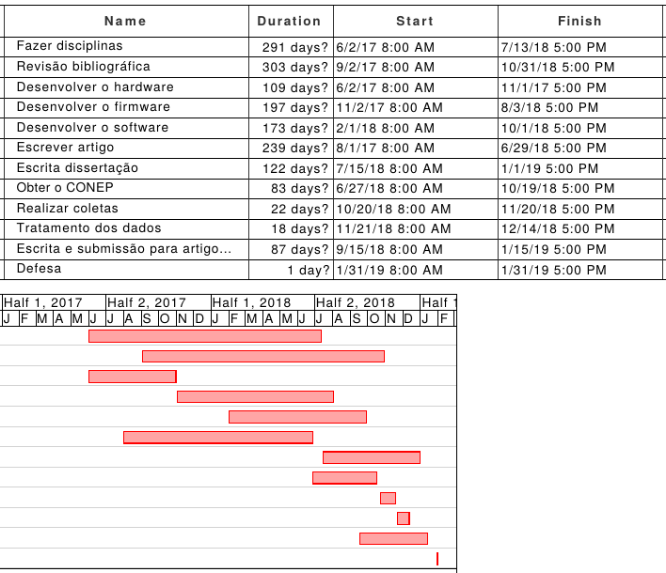 Name Duration Start Finish
Fazer disciplinas 291 days? 6/2/17 8:00 AM 7/13/18 5:00 PM
Revisão bibliográfica 303 days? 9/2/17 8:00 AM 10/31/18 5:00 PM
Desenvolver o hardware 109 days? 6/2/17 8:00 AM 11/1/17 5:00 PM
Desenvolver o firmware 197 days? 11/2/17 8:00 AM 8/3/18 5:00 PM
Desenvolver o software 173 days? 2/1/18 8:00 AM 10/1/18 5:00 PM
Escrever artigo 239 days? 8/1/17 8:00 AM 6/29/18 5:00 PM
Escrita dissertação 122 days? 7/15/18 8:00 AM 1/1/19 5:00 PM
Obter o CONEP 83 days? 6/27/18 8:00 AM 10/19/18 5:00 PM
Realizar coletas 22 days? 10/20/18 8:00 AM 11/20/18 5:00 PM
Tratamento dos dados 18 days? 11/21/18 8:00 AM 12/14/18 5:00 PM
Escrita e submissão para artigo... 87 days? 9/15/18 8:00 AM 1/15/19 5:00 PM
Defesa 1 day? 1/31/19 8:00 AM 1/31/19 5:00 PM
Half 1, 2017 Half 2, 2017 Half 1, 2018 Half 2, 2018 Half 1
J F M A M J J A S O N D J F M A M J J A S O N D J F